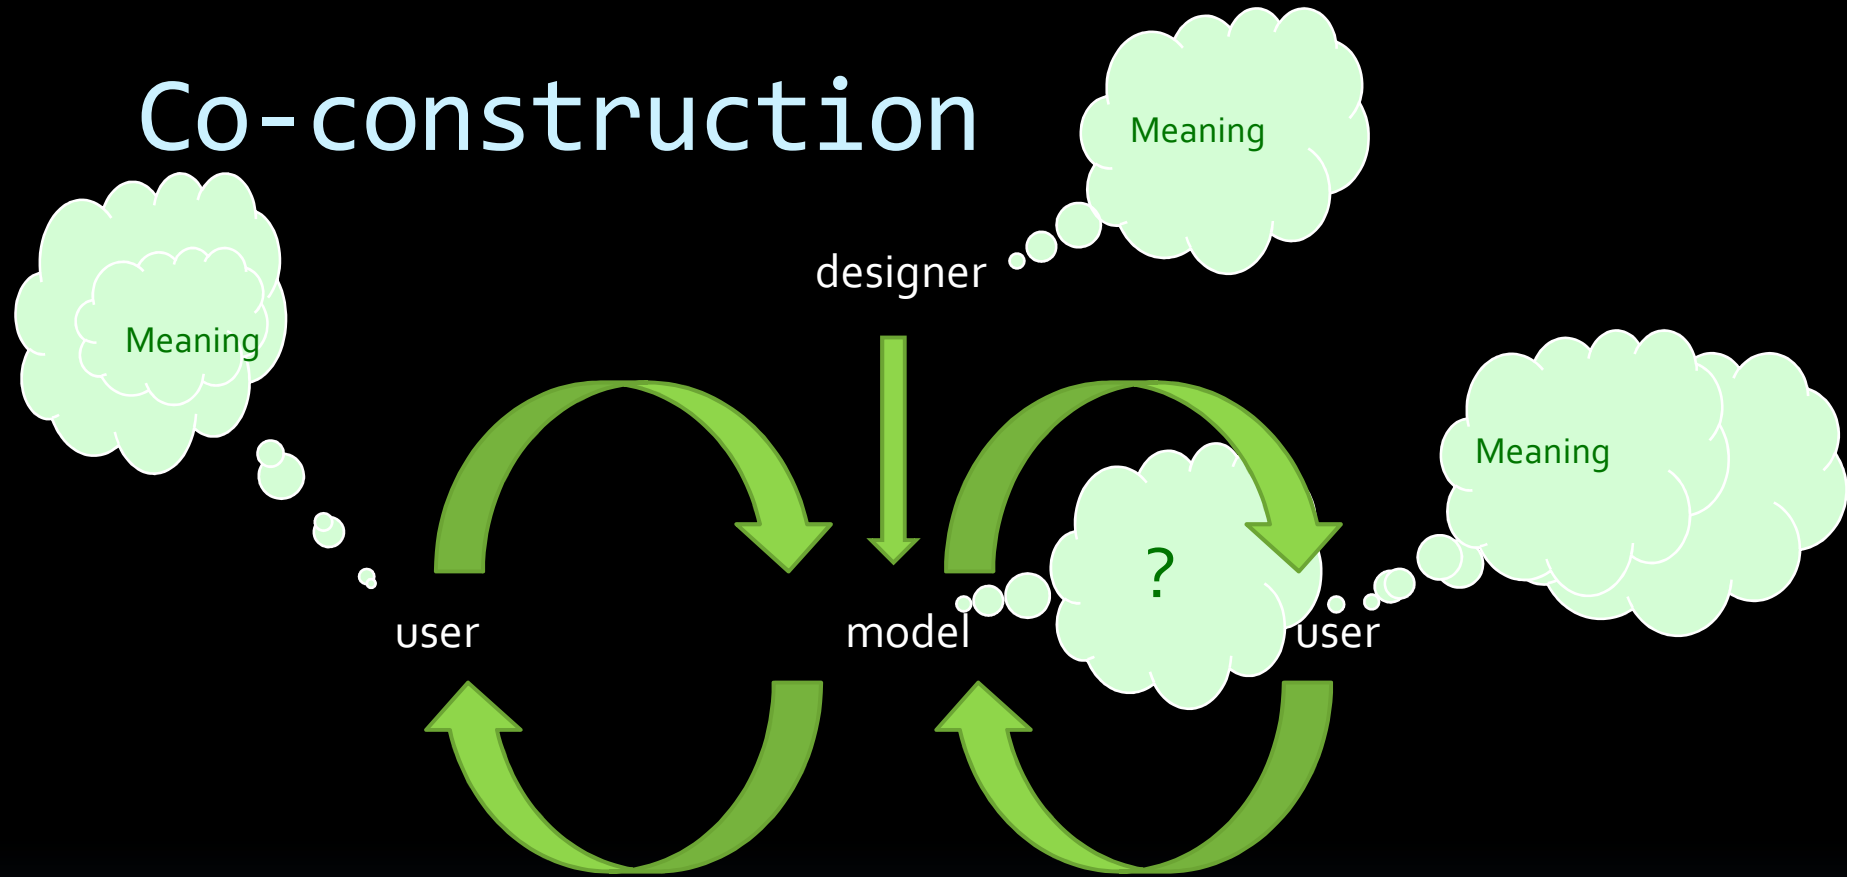 Co-construction
Meaning
designer
Meaning
Meaning
?
user
model
user